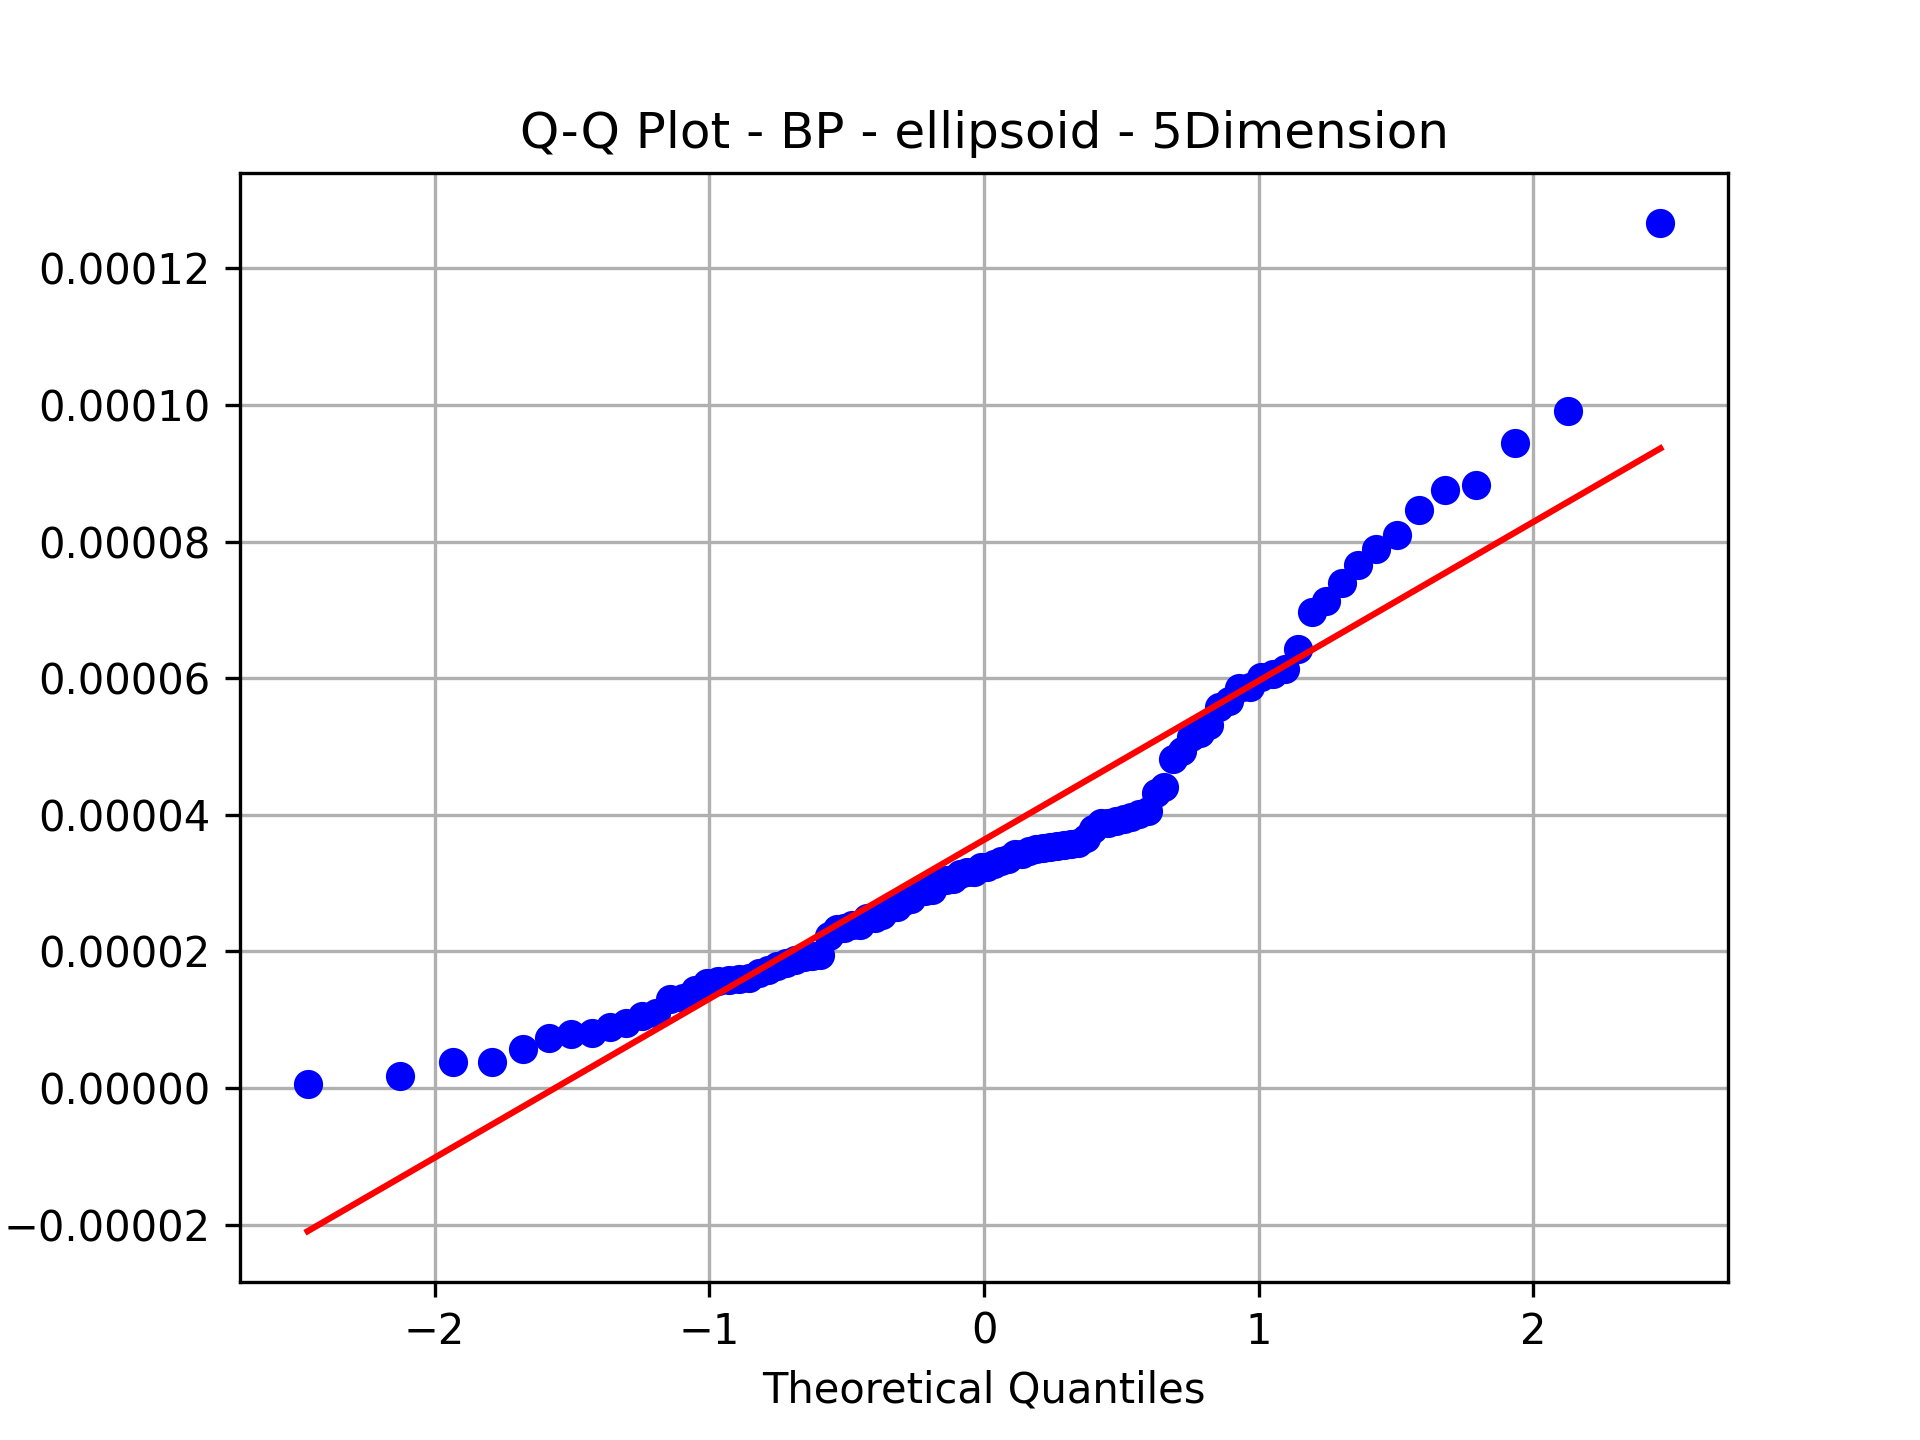 Q-Q Plot - BP - ellipsoid - 5Dimension
0.00012
0.00010
0.00008
0.00006
0.00004
0.00002
0.00000
−0.00002
−2 −1 0 1 2
Theoretical Quantiles